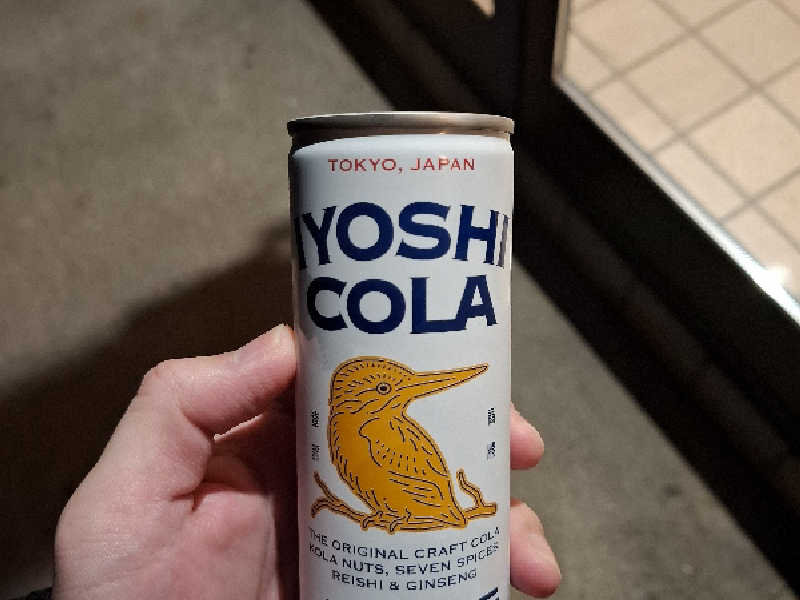 TOKYO, JAPAN
IYOSHI
COLA
THE ORIGINAL CRAFT COLA
KOLA NUTS, SEVEN SPICES
REISHI & GINSENG